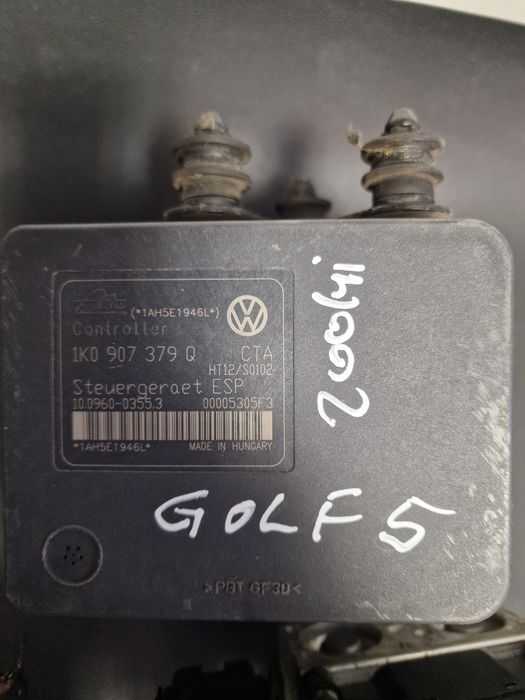 (*1AH5E1946L*)
Controller
1K0 907 379 Q CTA
HT12/S0102
Steuergeraet ESP
10.0960-0355.3 00005305F3
*1AH5E1946L* MADE IN HUNGARY
GOLF 5
>PBT GF30<